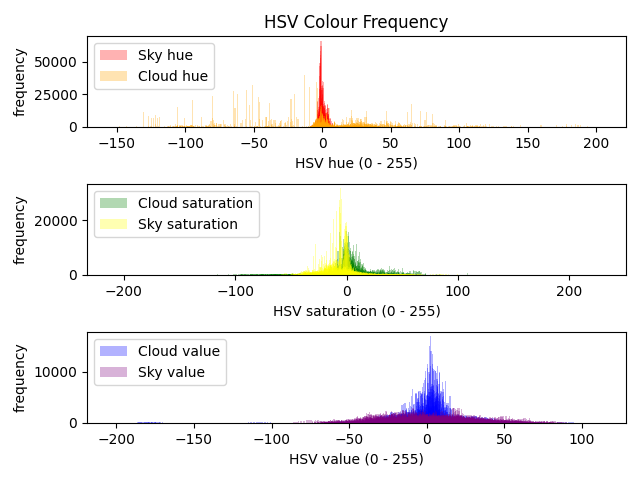 HSV Colour Frequency
frequency
50000
25000
0
Sky hue
Cloud hue
−150 −100 −50 0 50 100 150 200
HSV hue (0 - 255)
frequency
20000
0
Cloud saturation
Sky saturation
−200 −100 0 100 200
HSV saturation (0 - 255)
frequency
10000
0
Cloud value
Sky value
−200 −150 −100 −50 0 50 100
HSV value (0 - 255)